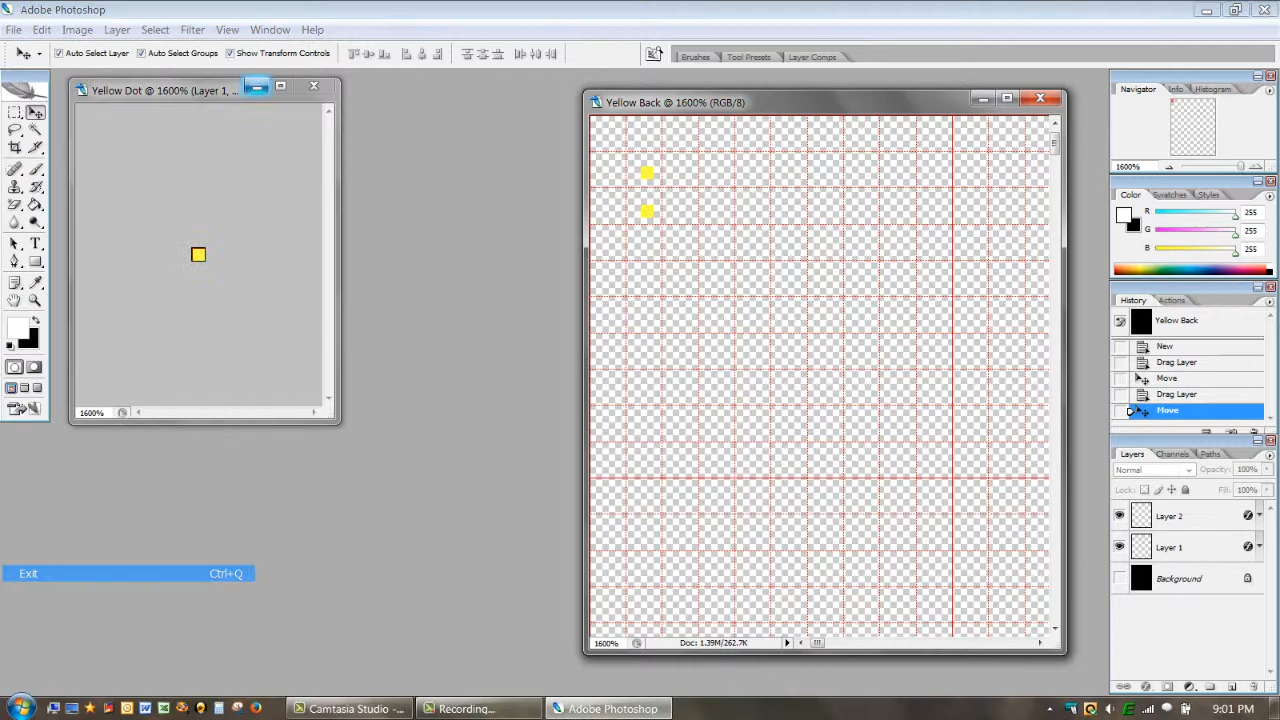 Adobe Photoshop
File Edit Image Layer Select Filter View Window Help
Auto Select Layer Auto Select Groups Show Transform Controls Brushes Tool Presets Layer Comps
Yellow Dot @ 1600% (Layer 1, ...
Yellow Back @ 1600% (RGB/8)
Navigator Info Histogram
1600%
Color Swatches Styles
R 255
G 255
B 255
History Actions
Yellow Back
New
Drag Layer
Move
Drag Layer
Move
1600%
Layers Channels Paths
Normal Opacity: 100%
Lock: Fill: 100%
Layer 2
Layer 1
Background
Exit Ctrl+Q
1600% Doc: 1.39M/262.7K
Camtasia Studio - ... Recording... Adobe Photoshop 9:01 PM